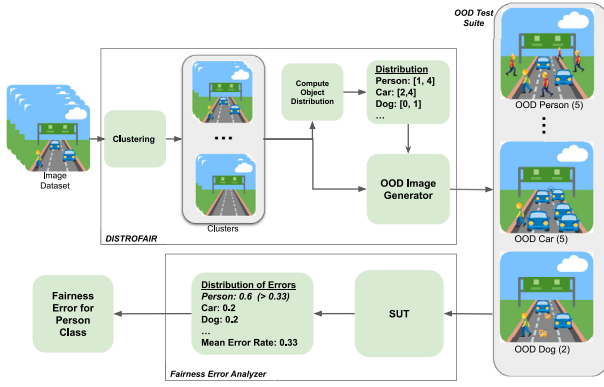 OOD Test
Suite
Image
Dataset
Clustering
...
Clusters
Compute
Object
Distribution
Distribution
Person: [1, 4]
Car: [2,4]
Dog: [0, 1]
...
OOD Image
Generator
DISTROFAIR
OOD Person (5)
OOD Car (5)
OOD Dog (2)
Fairness
Error for
Person
Class
Distribution of Errors
Person: 0.6 (> 0.33)
Car: 0.2
Dog: 0.2
...
Mean Error Rate: 0.33
SUT
Fairness Error Analyzer